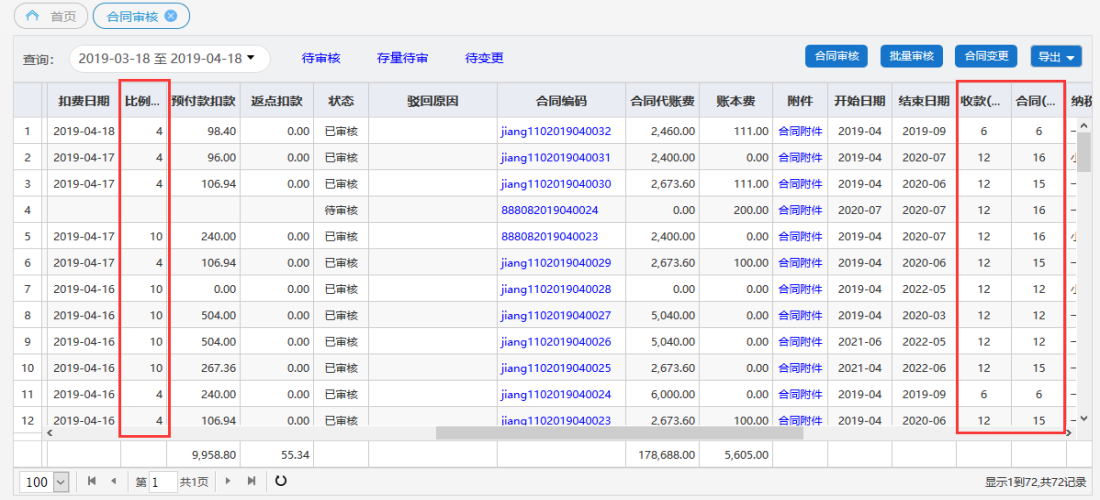 首页 合同审核
查询： 2019-03-18 至 2019-04-18 待审核 存量待审 待变更 合同审核 批量审核 合同变更 导出
扣费日期 比例... 预付款扣款 返点扣款 状态 驳回原因 合同编码 合同代账费 账本费 附件 开始日期 结束日期 收款(... 合同(... 纳税
1 2019-04-18 4 98.40 0.00 已审核 jiang1102019040032 2,460.00 111.00 合同附件 2019-04 2019-09 6 6
2 2019-04-17 4 96.00 0.00 已审核 jiang1102019040031 2,400.00 0.00 合同附件 2019-04 2020-07 12 16
3 2019-04-17 4 106.94 0.00 已审核 jiang1102019040030 2,673.60 111.00 合同附件 2019-04 2020-06 12 15
4 待审核 888082019040024 0.00 200.00 合同附件 2020-07 2020-07 12 16
5 2019-04-17 10 240.00 0.00 已审核 888082019040023 2,400.00 0.00 合同附件 2019-04 2020-07 12 16
6 2019-04-17 4 106.94 0.00 已审核 jiang1102019040029 2,673.60 100.00 合同附件 2019-04 2020-06 12 15
7 2019-04-16 10 0.00 0.00 已审核 jiang1102019040028 0.00 0.00 合同附件 2019-04 2022-05 12 12
8 2019-04-16 10 504.00 0.00 已审核 jiang1102019040027 5,040.00 0.00 合同附件 2019-04 2020-03 12 12
9 2019-04-16 10 504.00 0.00 已审核 jiang1102019040026 5,040.00 0.00 合同附件 2021-06 2022-05 12 12
10 2019-04-16 10 267.36 0.00 已审核 jiang1102019040025 2,673.60 0.00 合同附件 2021-04 2022-06 12 15
11 2019-04-16 4 240.00 0.00 已审核 jiang1102019040024 6,000.00 0.00 合同附件 2019-04 2019-09 6 6
12 2019-04-16 4 106.94 0.00 已审核 jiang1102019040023 2,673.60 100.00 合同附件 2019-04 2020-06 12 15
9,958.80 55.34 178,688.00 5,605.00
100 第 1 共1页 显示1到72,共72记录